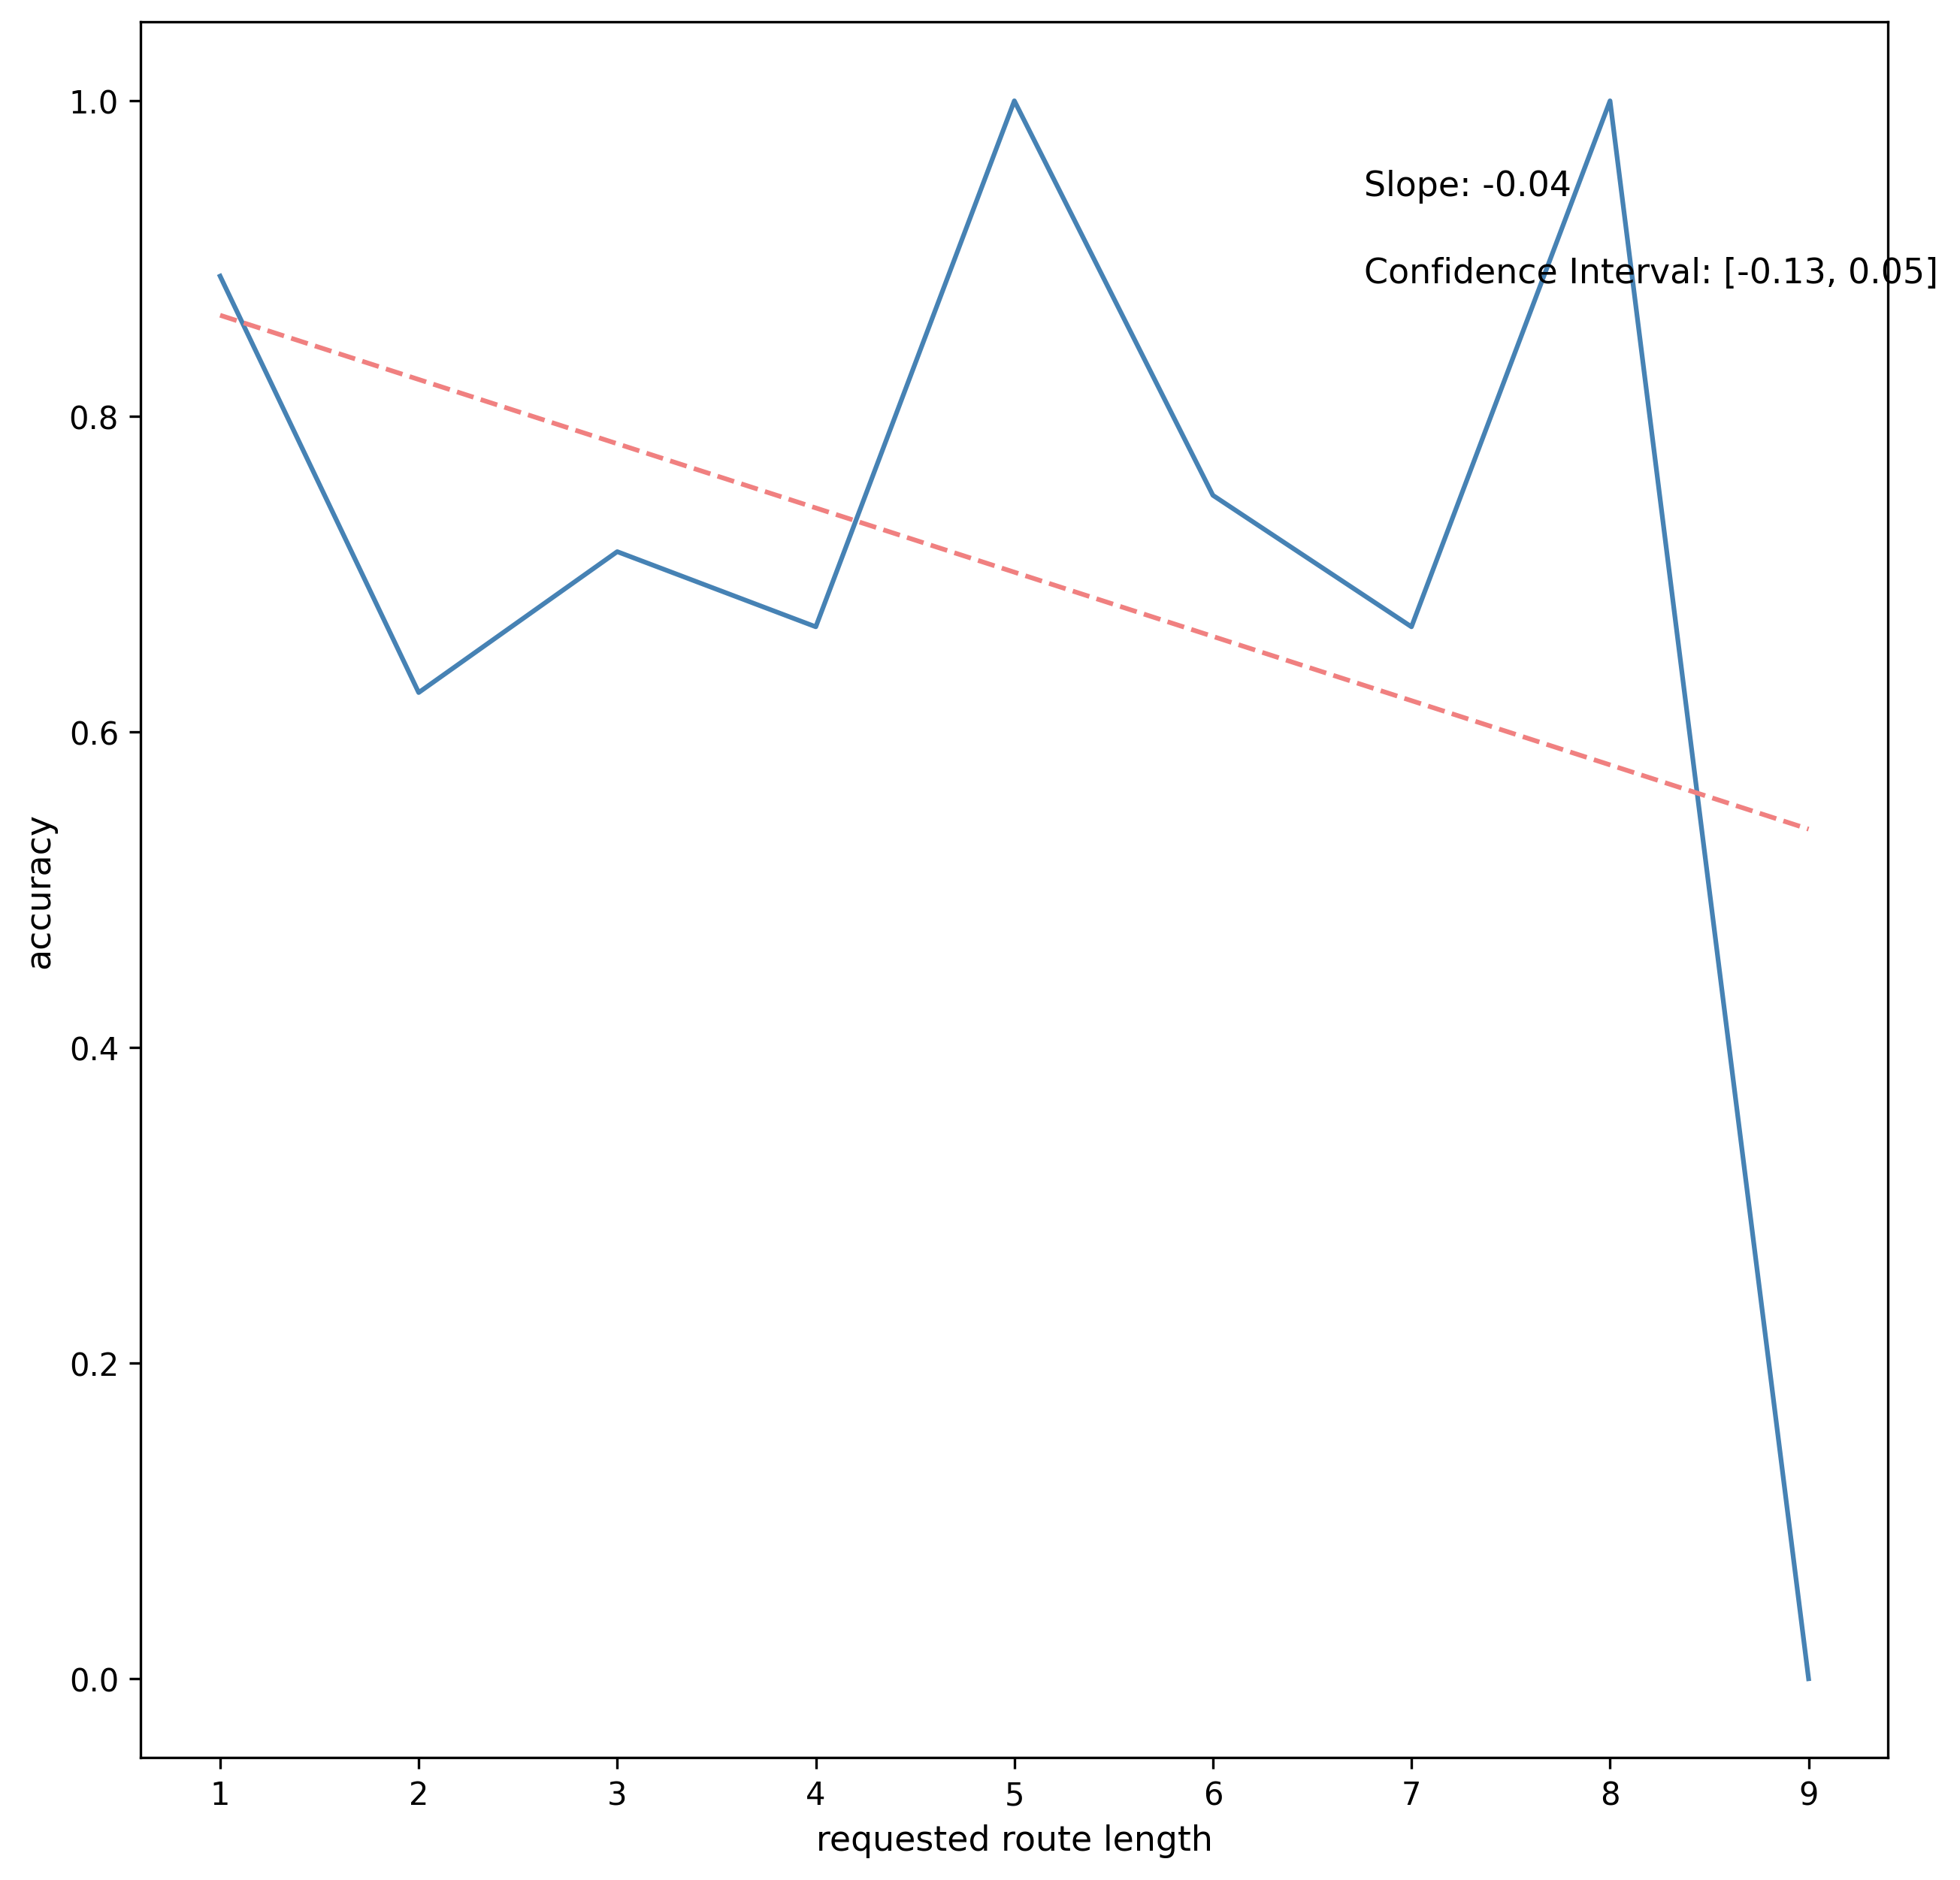 1.0
0.8
0.6
0.4
0.2
0.0
accuracy
Slope: -0.04
Confidence Interval: [-0.13, 0.05]
1 2 3 4 5 6 7 8 9
requested route length